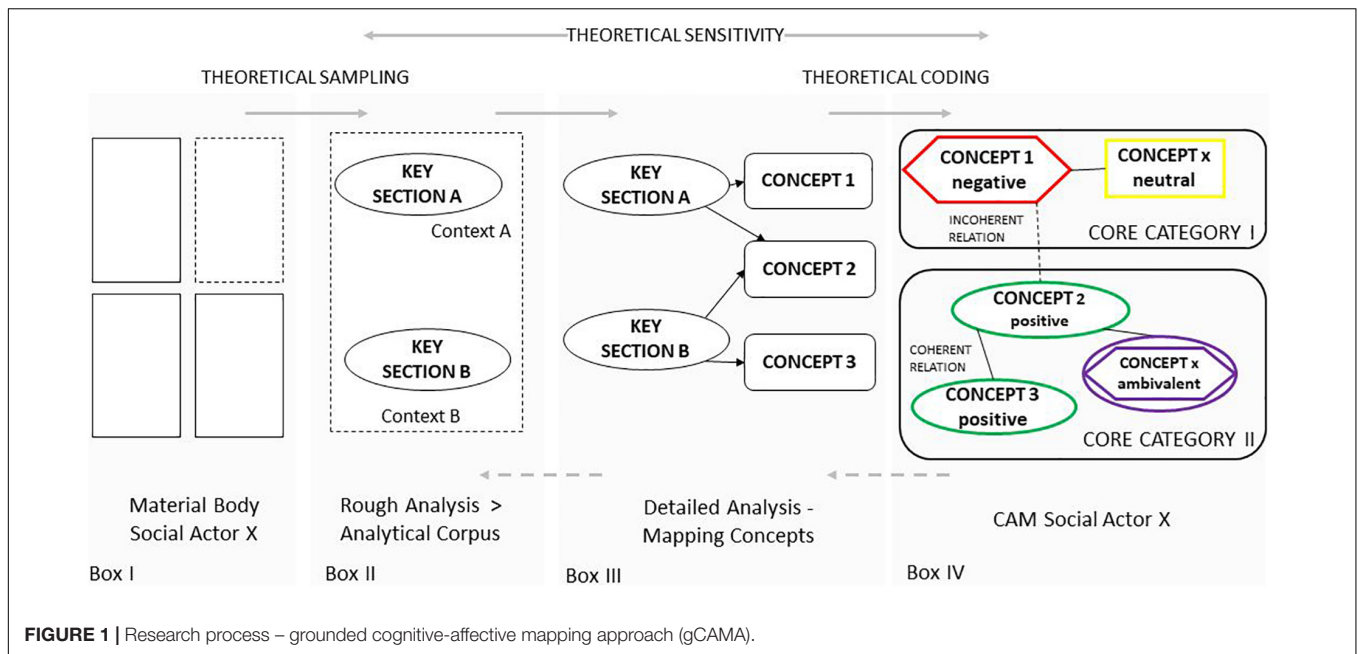 THEORETICAL SENSITIVITY
THEORETICAL SAMPLING
THEORETICAL CODING
KEY
SECTION A
Context A
KEY
SECTION B
Context B
KEY
SECTION A
KEY
SECTION B
CONCEPT 1
CONCEPT 2
CONCEPT 3
CONCEPT 1
negative
CONCEPT x
neutral
INCOHERENT
RELATION
CORE CATEGORY I
CONCEPT 2
positive
COHERENT
RELATION
CONCEPT x
ambivalent
CONCEPT 3
positive
CORE CATEGORY II
Material Body
Social Actor X
Box I
Rough Analysis >
Analytical Corpus
Box II
Detailed Analysis -
Mapping Concepts
Box III
CAM Social Actor X
Box IV
FIGURE 1 | Research process – grounded cognitive-affective mapping approach (gCAMA).